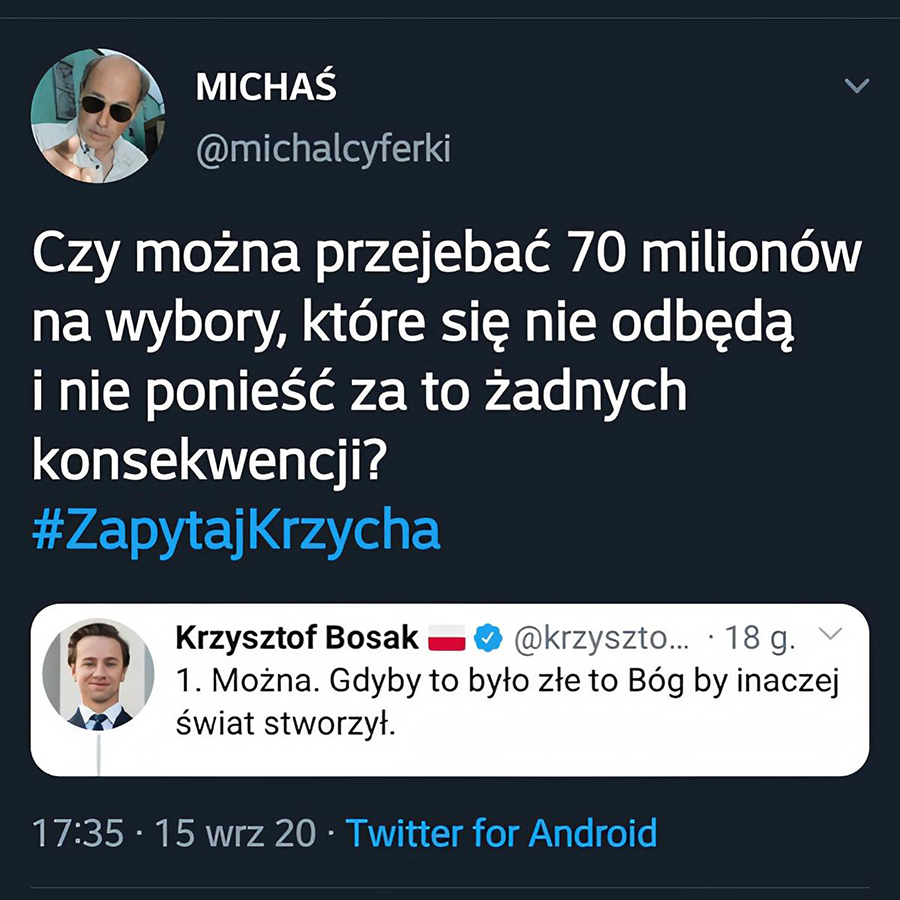 MICHAŚ
@michalcyferki
Czy można przejebać 70 milionów
na wybory, które się nie odbędą
i nie ponieść za to żadnych
konsekwencji?
#ZapytajKrzycha
Krzysztof Bosak 🇵🇱 @krzyszto... · 18 g.
1. Można. Gdyby to było złe to Bóg by inaczej
świat stworzył.
17:35 · 15 wrz 20 · Twitter for Android